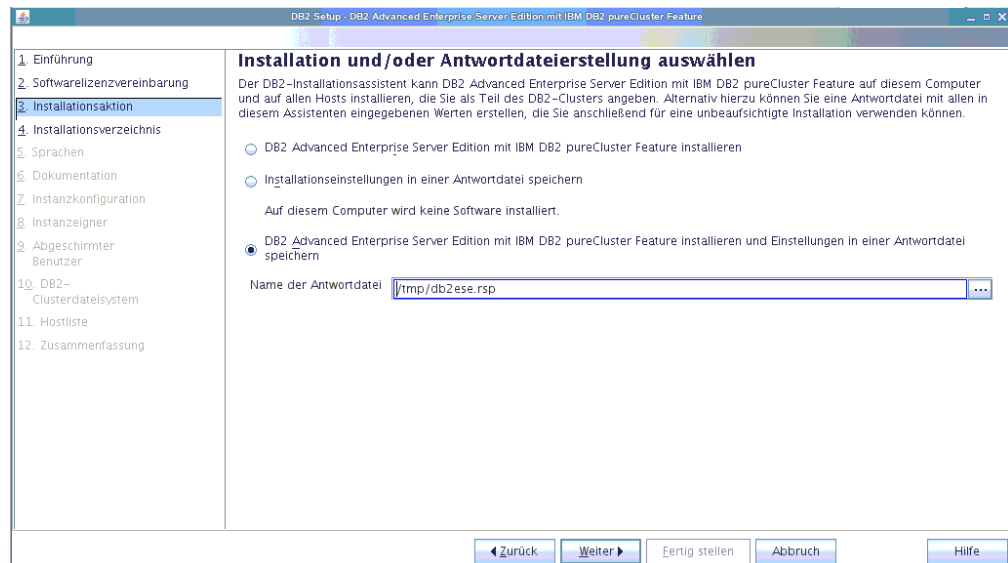 DB2 Setup - DB2 Advanced Enterprise Server Edition mit IBM DB2 pureCluster Feature
1. Einführung
2. Softwarelizenzvereinbarung
3. Installationsaktion
4. Installationsverzeichnis
5. Sprachen
6. Dokumentation
7. Instanzkonfiguration
8. Instanzeigner
9. Abgeschirmter
Benutzer
10. DB2-
Clusterdateisystem
11. Hostliste
12. Zusammenfassung
Installation und/oder Antwortdateierstellung auswählen
Der DB2-Installationsassistent kann DB2 Advanced Enterprise Server Edition mit IBM DB2 pureCluster Feature auf diesem Computer
und auf allen Hosts installieren, die Sie als Teil des DB2-Clusters angeben. Alternativ hierzu können Sie eine Antwortdatei mit allen in
diesem Assistenten eingegebenen Werten erstellen, die Sie anschließend für eine unbeaufsichtigte Installation verwenden können.
DB2 Advanced Enterprise Server Edition mit IBM DB2 pureCluster Feature installieren
Installationseinstellungen in einer Antwortdatei speichern
Auf diesem Computer wird keine Software installiert.
DB2 Advanced Enterprise Server Edition mit IBM DB2 pureCluster Feature installieren und Einstellungen in einer Antwortdatei
speichern
Name der Antwortdatei /tmp/db2ese.rsp ...
Zurück Weiter Fertig stellen Abbruch Hilfe